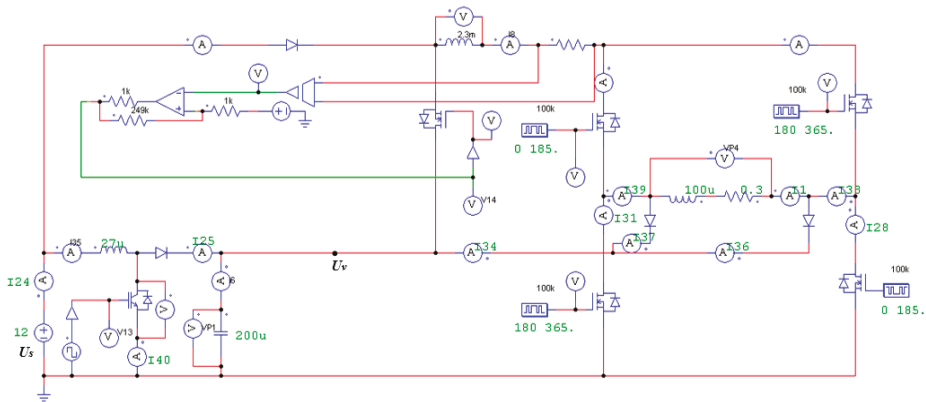 V
2.3m
A
A
I8
A
1k
V
249k
1k
A
100k
V
100k
V
0 185.
180 365.
V
V
V14
VP4
V
I39
100u
0.3
I1
I33
A
A
A
A
I31
A
I28
I37
A
I35
27u
I25
A
A
Uv
I34
A
I36
A
I24
A
6
A
V
100k
V
100k
0 185.
180 365.
12
Us
V
V13
VP1
V
200u
A
I40